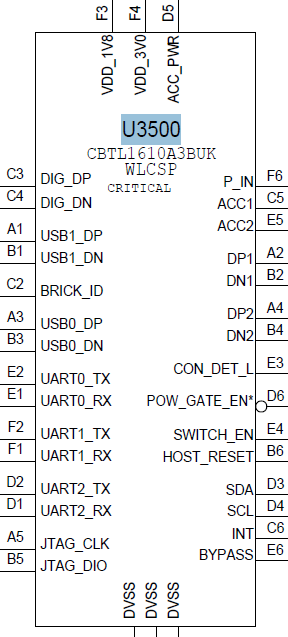 F3 F4 D5
VDD_1V8 VDD_3V0 ACC_PWR
U3500
CBTL1610A3BUK
WLCSP
CRITICAL
C3 DIG_DP P_IN F6
C4 DIG_DN ACC1 C5
ACC2 E5
A1 USB1_DP
B1 USB1_DN DP1 A2
DN1 B2
C2 BRICK_ID
A3 USB0_DP DP2 A4
B3 USB0_DN DN2 B4
CON_DET_L E3
E2 UART0_TX
E1 UART0_RX POW_GATE_EN* D6
F2 UART1_TX SWITCH_EN E4
F1 UART1_RX HOST_RESET B6
D2 UART2_TX SDA D3
D1 UART2_RX SCL D4
A5 JTAG_CLK INT C6
B5 JTAG_DIO BYPASS E6
DVSS DVSS DVSS